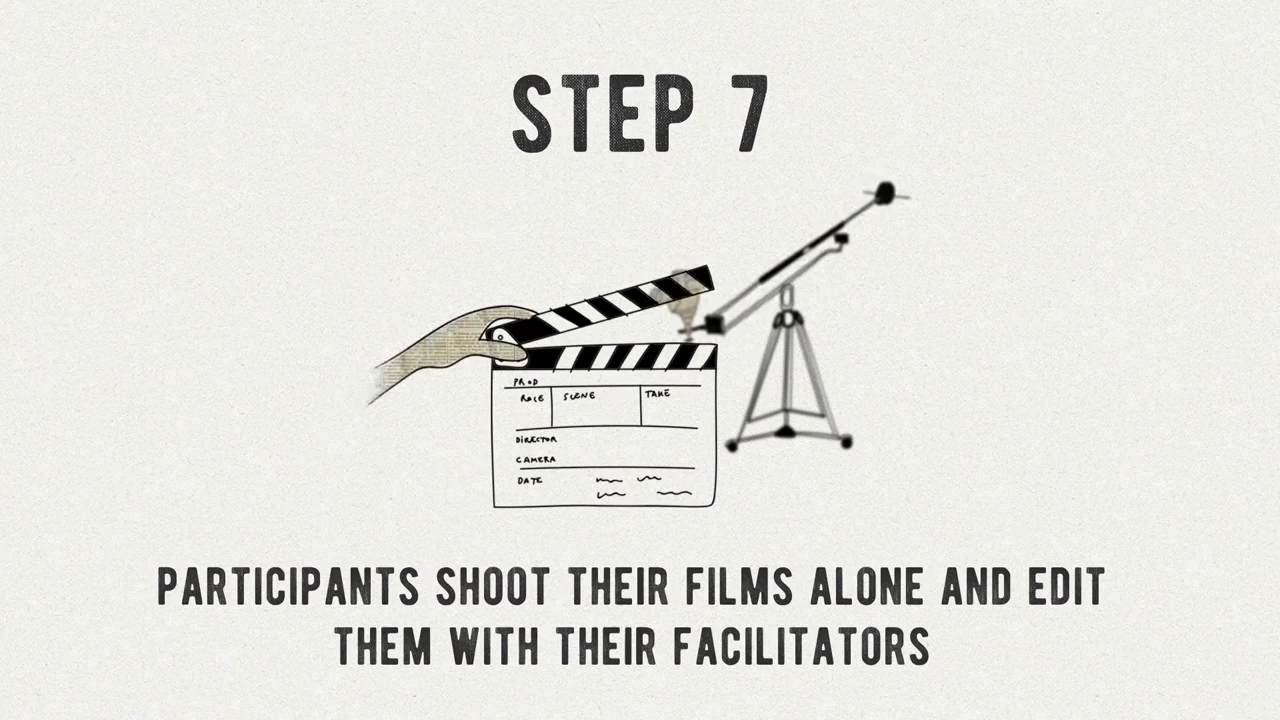 STEP 7
PROD
ROLE SCENE TAKE
DIRECTOR
CAMERA
DATE
PARTICIPANTS SHOOT THEIR FILMS ALONE AND EDIT
THEM WITH THEIR FACILITATORS